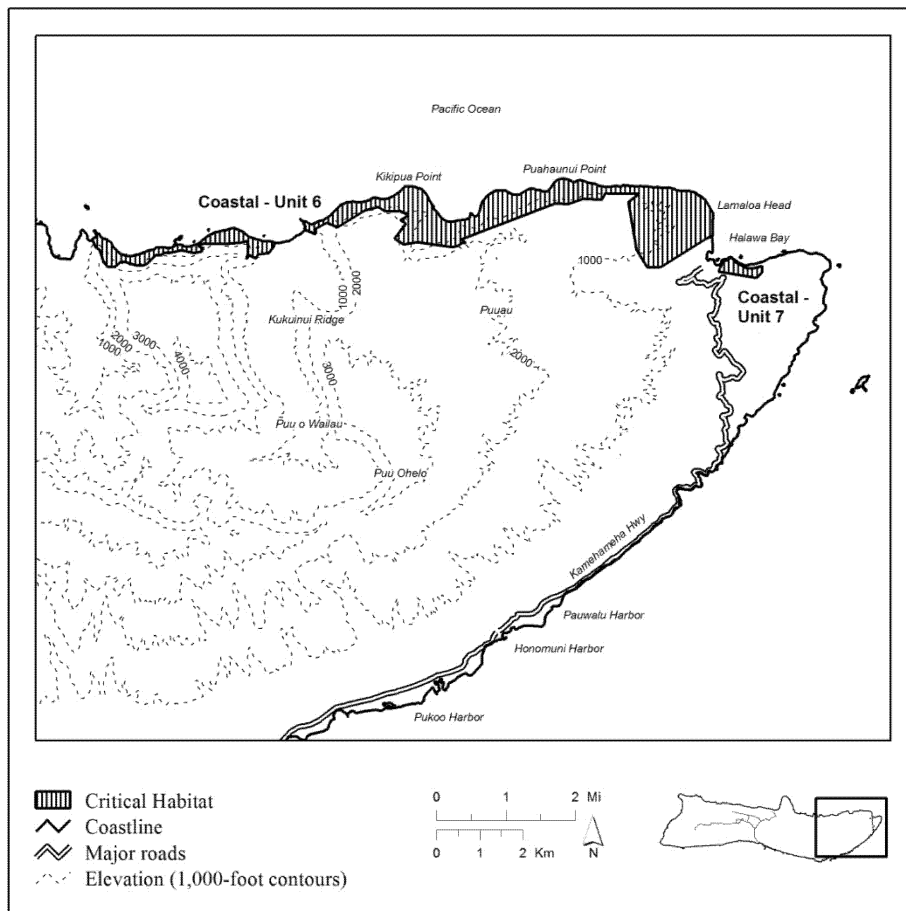 Pacific Ocean
Kikipua Point
Puahaunui Point
Coastal - Unit 6
Lamaloa Head
Halawa Bay
1000
Coastal -
Unit 7
1000
2000
Kukuinui Ridge
Puuau
3000
2000
1000
4000
2000
3000
Puu o Wailau
Puu Ohelo
Kamehameha Hwy
Pauwalu Harbor
Honomuni Harbor
Pukoo Harbor
Critical Habitat
Coastline
Major roads
Elevation (1,000-foot contours)
0 1 2 Mi
0 1 2 Km
N